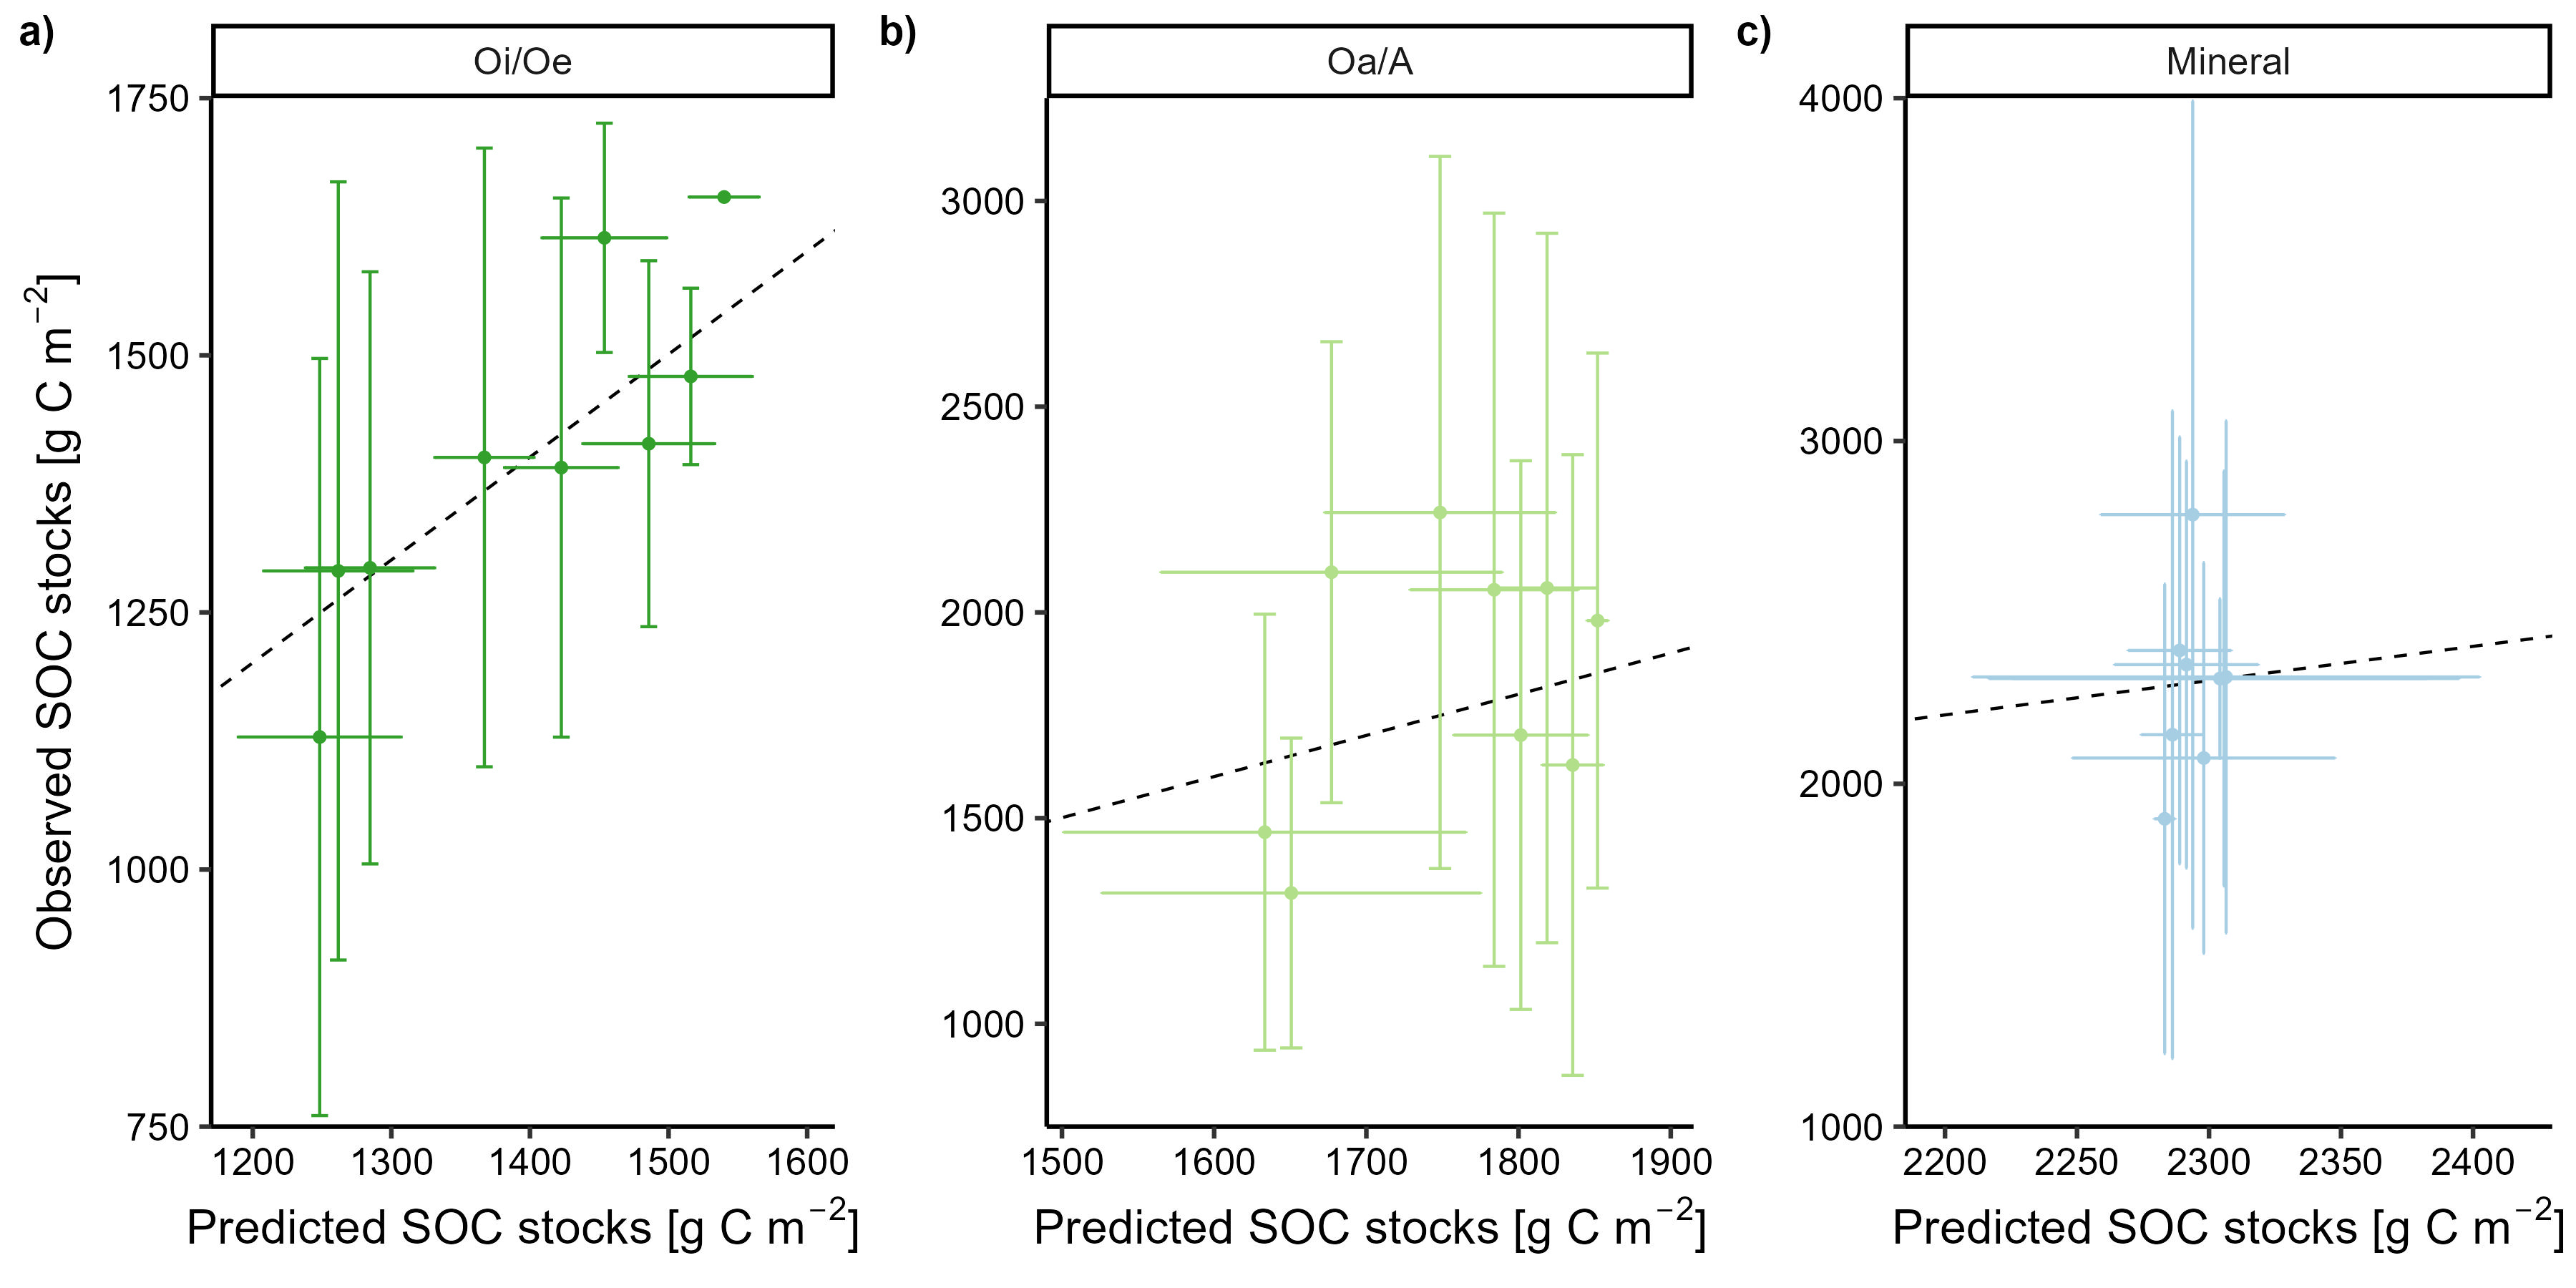 a)
Oi/Oe
b)
Oa/A
c)
Mineral
Observed SOC stocks [g C m⁻²]
1750
1500
1250
1000
750
1200 1300 1400 1500 1600
Predicted SOC stocks [g C m⁻²]
3000
2500
2000
1500
1000
1500 1600 1700 1800 1900
Predicted SOC stocks [g C m⁻²]
4000
3000
2000
1000
2200 2250 2300 2350 2400
Predicted SOC stocks [g C m⁻²]